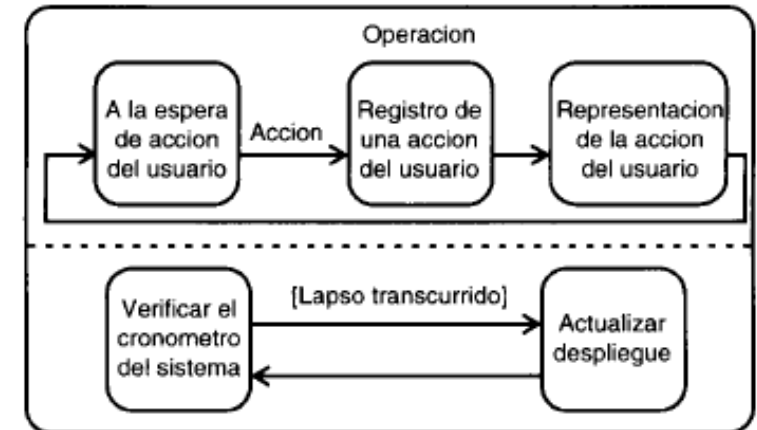 Operacion
A la espera
de accion
del usuario
Accion
Registro de
una accion
del usuario
Representacion
de la accion
del usuario
Verificar el
cronometro
del sistema
[Lapso transcurrido]
Actualizar
despliegue